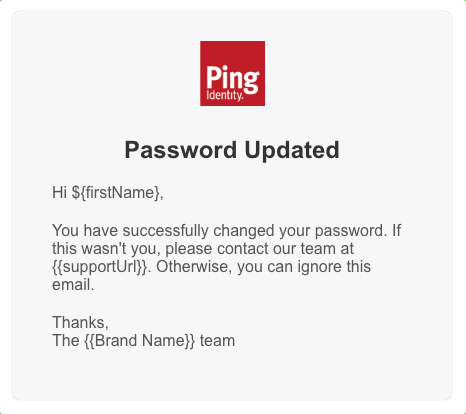 Ping
Identity.
Password Updated
Hi ${firstName},
You have successfully changed your password. If
this wasn't you, please contact our team at
{{supportUrl}}. Otherwise, you can ignore this
email.
Thanks,
The {{Brand Name}} team